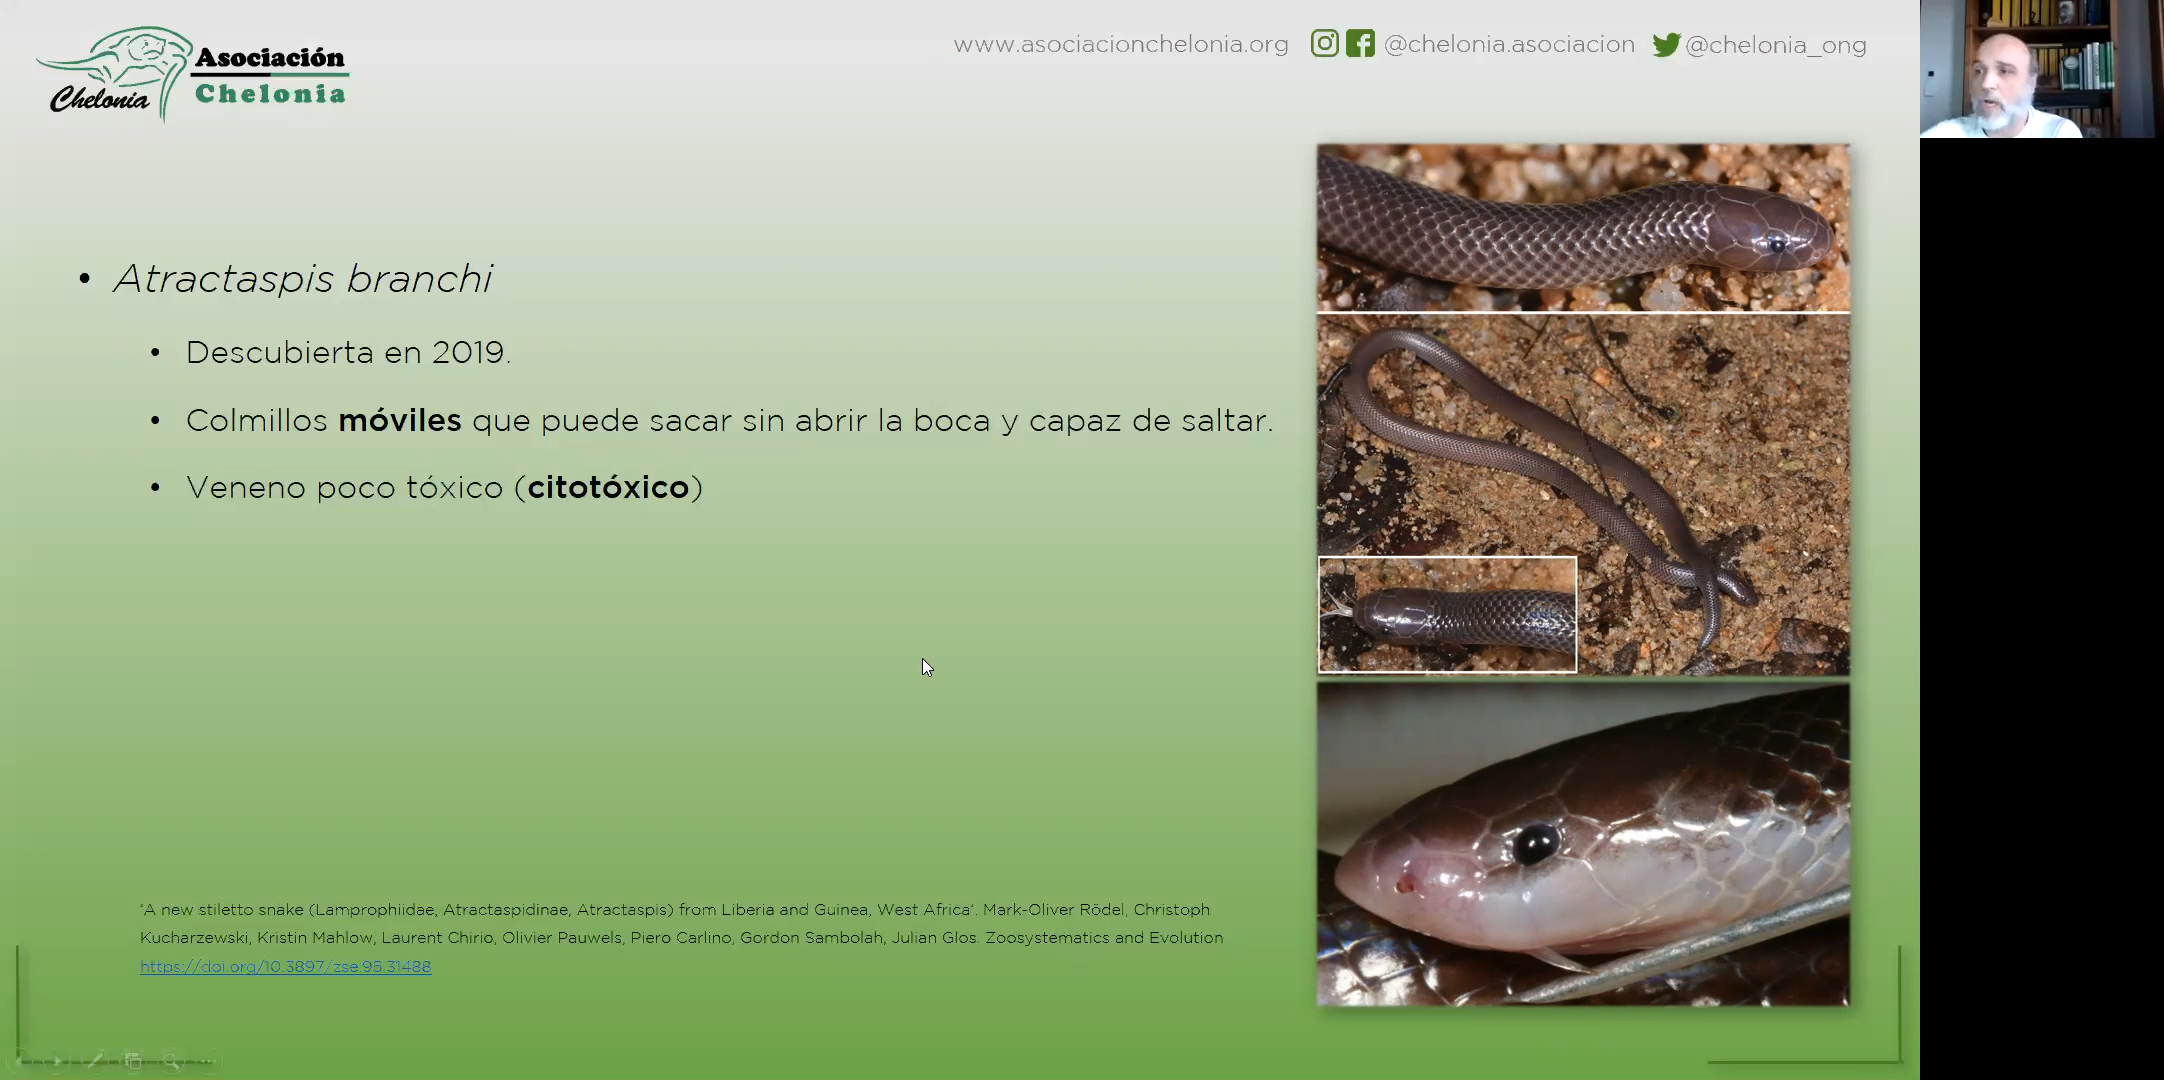 Chelonia
Asociación
Chelonia
www.asociacionchelonia.org @chelonia.asociacion @chelonia_ong
• Atractaspis branchi
• Descubierta en 2019.
• Colmillos móviles que puede sacar sin abrir la boca y capaz de saltar.
• Veneno poco tóxico (citotóxico)
'A new stiletto snake (Lamprophiidae, Atractaspidinae, Atractaspis) from Liberia and Guinea, West Africa'. Mark-Oliver Rödel, Christoph
Kucharzewski, Kristin Mahlow, Laurent Chirio, Olivier Pauwels, Piero Carlino, Gordon Sambolah, Julian Glos. Zoosystematics and Evolution
https://doi.org/10.3897/zse.95.31488